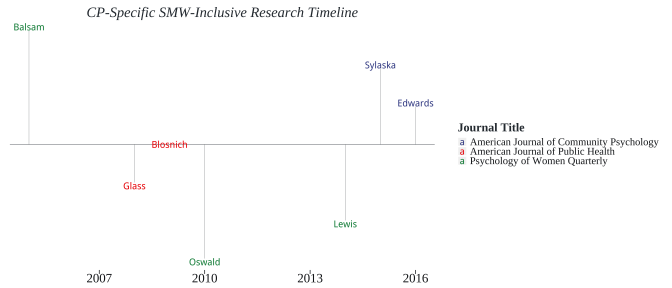 CP-Specific SMW-Inclusive Research Timeline
Balsam
Sylaska
Edwards
Blosnich
Glass
Lewis
Oswald
2007 2010 2013 2016
Journal Title
a American Journal of Community Psychology
a American Journal of Public Health
a Psychology of Women Quarterly